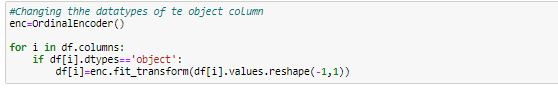 #Changing thhe datatypes of te object column
enc=OrdinalEncoder()
for i in df.columns:
    if df[i].dtypes=='object':
        df[i]=enc.fit_transform(df[i].values.reshape(-1,1))